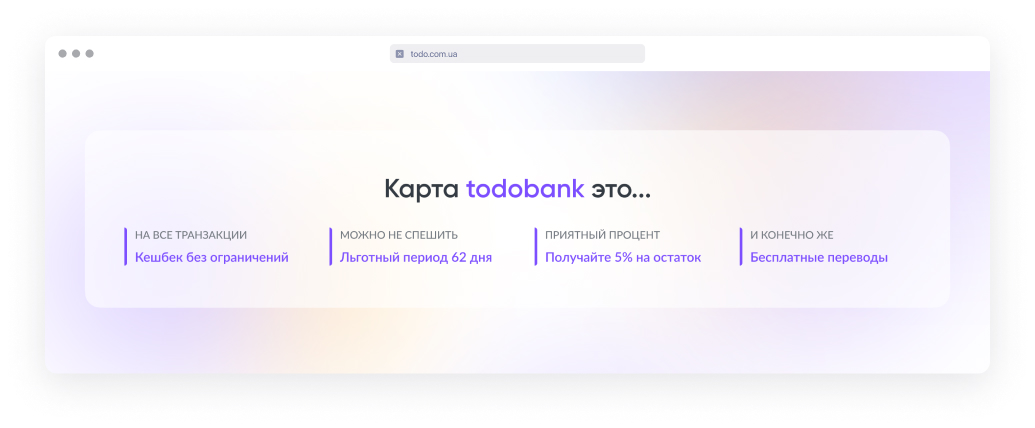 todo.com.ua
Карта todobank это...
НА ВСЕ ТРАНЗАКЦИИ
Кешбек без ограничений
МОЖНО НЕ СПЕШИТЬ
Льготный период 62 дня
ПРИЯТНЫЙ ПРОЦЕНТ
Получайте 5% на остаток
И КОНЕЧНО ЖЕ
Бесплатные переводы